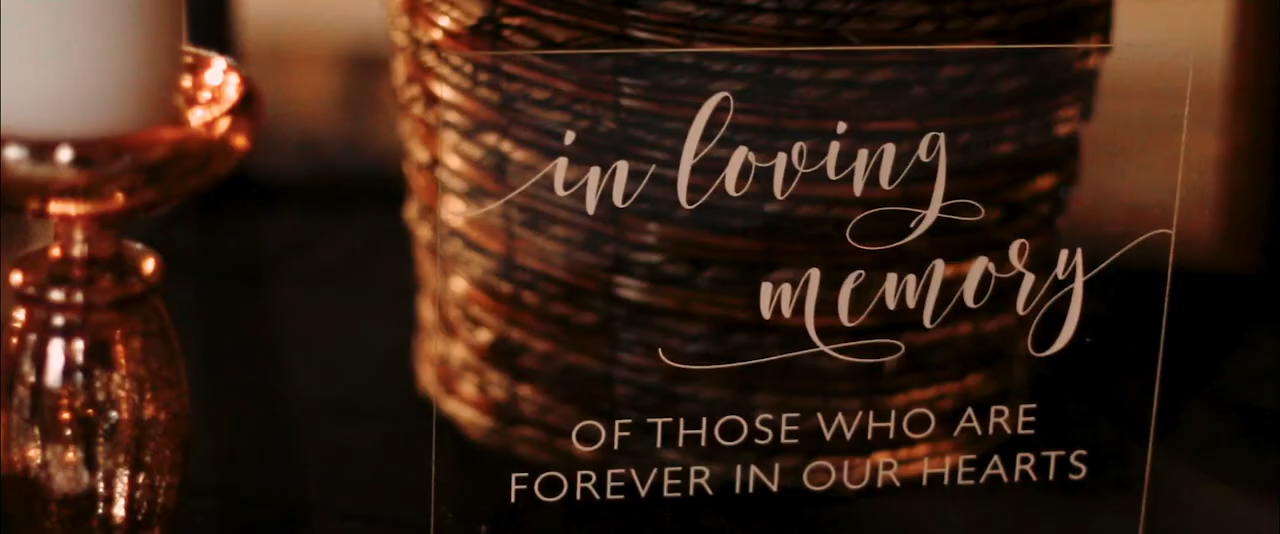 in loving
memory
OF THOSE WHO ARE
FOREVER IN OUR HEARTS